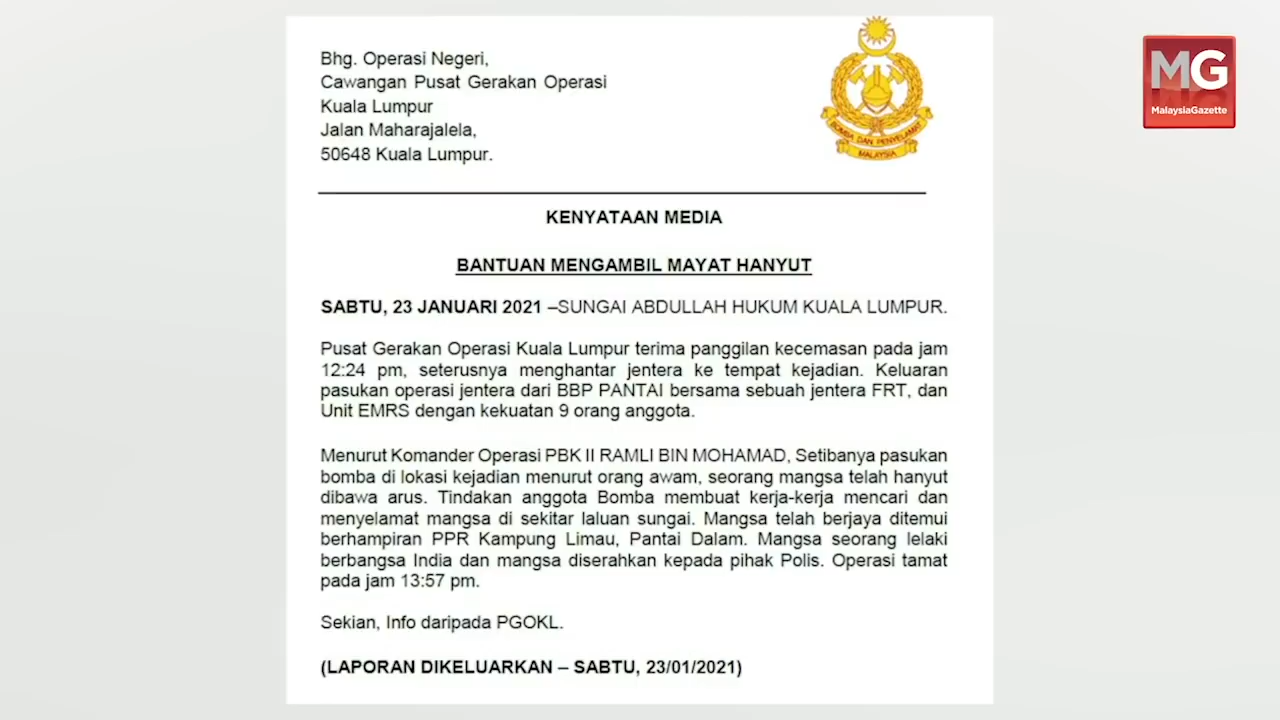 Bhg. Operasi Negeri,
Cawangan Pusat Gerakan Operasi
Kuala Lumpur
Jalan Maharajalela,
50648 Kuala Lumpur.
BOMBA DAN PENYELAMAT
MALAYSIA
MG
MalaysiaGazette
KENYATAAN MEDIA
BANTUAN MENGAMBIL MAYAT HANYUT
SABTU, 23 JANUARI 2021 –SUNGAI ABDULLAH HUKUM KUALA LUMPUR.
Pusat Gerakan Operasi Kuala Lumpur terima panggilan kecemasan pada jam
12:24 pm, seterusnya menghantar jentera ke tempat kejadian. Keluaran
pasukan operasi jentera dari BBP PANTAI bersama sebuah jentera FRT, dan
Unit EMRS dengan kekuatan 9 orang anggota.
Menurut Komander Operasi PBK II RAMLI BIN MOHAMAD, Setibanya pasukan
bomba di lokasi kejadian menurut orang awam, seorang mangsa telah hanyut
dibawa arus. Tindakan anggota Bomba membuat kerja-kerja mencari dan
menyelamat mangsa di sekitar laluan sungai. Mangsa telah berjaya ditemui
berhampiran PPR Kampung Limau, Pantai Dalam. Mangsa seorang lelaki
berbangsa India dan mangsa diserahkan kepada pihak Polis. Operasi tamat
pada jam 13:57 pm.
Sekian, Info daripada PGOKL.
(LAPORAN DIKELUARKAN – SABTU, 23/01/2021)